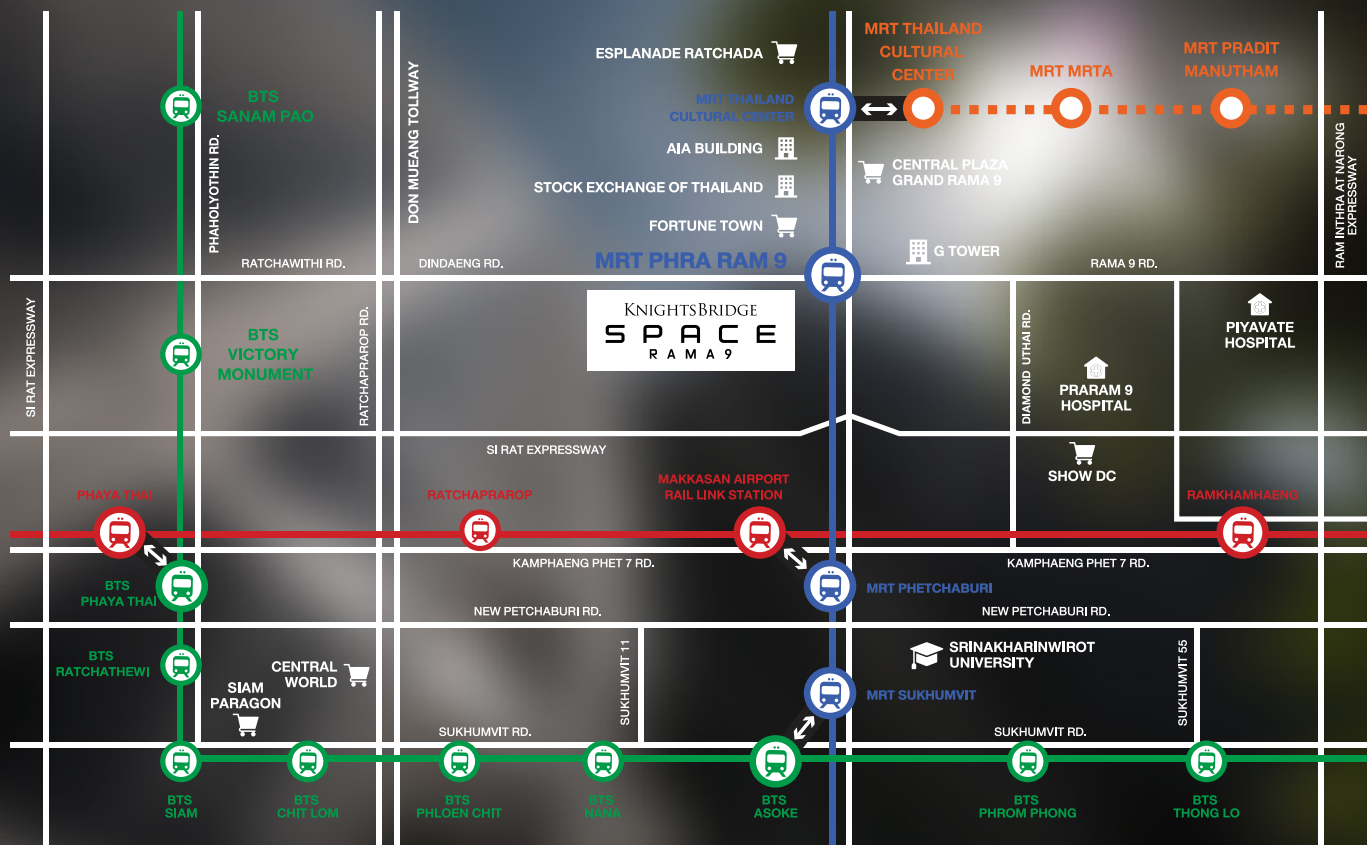 ESPLANADE RATCHADA
MRT THAILAND
CULTURAL
CENTER
MRT MRTA
MRT PRADIT
MANUTHAM
BTS
SANAM PAO
MRT THAILAND
CULTURAL CENTER
AIA BUILDING
STOCK EXCHANGE OF THAILAND
FORTUNE TOWN
CENTRAL PLAZA
GRAND RAMA 9
PHAHOLYOTHIN RD.
DON MUEANG TOLLWAY
RAM INTHRA AT NARONG
EXPRESSWAY
G TOWER
RATCHAWITHI RD.
DINDAENG RD.
MRT PHRA RAM 9
RAMA 9 RD.
KNIGHTSBRIDGE
SPACE
RAMA9
SI RAT EXPRESSWAY
BTS
VICTORY
MONUMENT
RATCHAPRAROP RD.
DIAMOND UTHAI RD.
PIYAVATE
HOSPITAL
PRARAM 9
HOSPITAL
SI RAT EXPRESSWAY
SHOW DC
PHAYA THAI
RATCHAPRAROP
MAKKASAN AIRPORT
RAIL LINK STATION
RAMKHAMHAENG
KAMPHAENG PHET 7 RD.
KAMPHAENG PHET 7 RD.
BTS
PHAYA THAI
MRT PHETCHABURI
NEW PETCHABURI RD.
NEW PETCHABURI RD.
BTS
RATCHATHEWI
CENTRAL
WORLD
SIAM
PARAGON
SUKHUMVIT 11
SRINAKHARINWIROT
UNIVERSITY
MRT SUKHUMVIT
SUKHUMVIT 55
SUKHUMVIT RD.
SUKHUMVIT RD.
BTS
SIAM
BTS
CHIT LOM
BTS
PHLOEN CHIT
BTS
NANA
BTS
ASOKE
BTS
PHROM PHONG
BTS
THONG LO